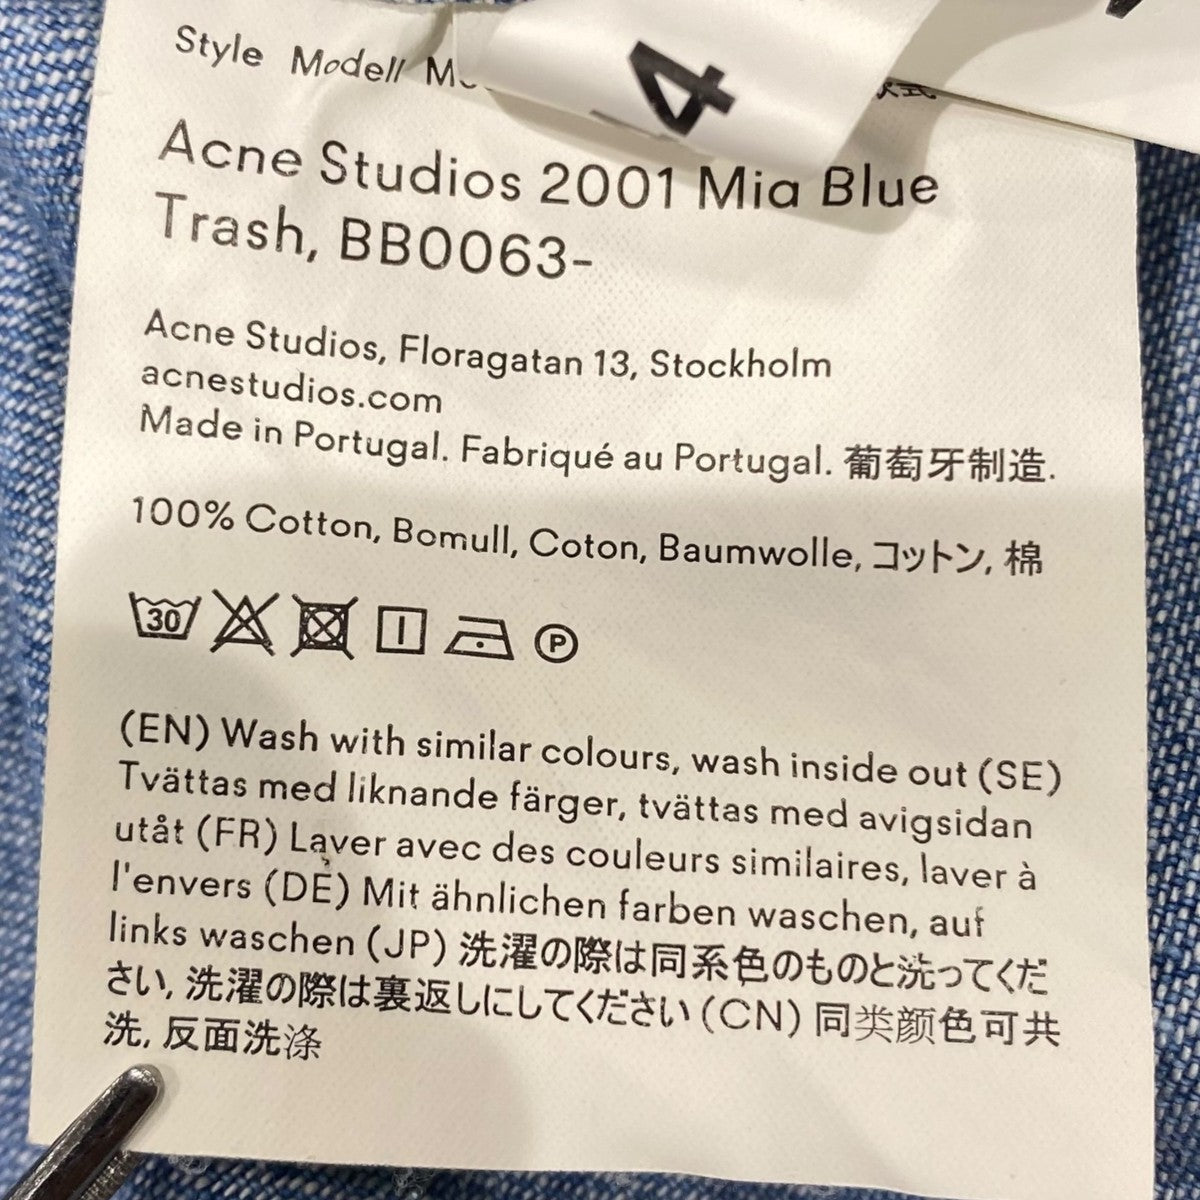 Style Modell
4
Acne Studios 2001 Mia Blue
Trash, BB0063-
Acne Studios, Floragatan 13, Stockholm
acnestudios.com
Made in Portugal. Fabriqué au Portugal. 葡萄牙制造.
100% Cotton, Bomull, Coton, Baumwolle, コットン, 棉
30
P
(EN) Wash with similar colours, wash inside out (SE)
Tvättas med liknande färger, tvättas med avigsidan
utåt (FR) Laver avec des couleurs similaires, laver à
l'envers (DE) Mit ähnlichen farben waschen, auf
links waschen (JP) 洗濯の際は同系色のものと洗ってくだ
さい, 洗濯の際は裏返しにしてください (CN) 同类颜色可共
洗, 反面洗涤